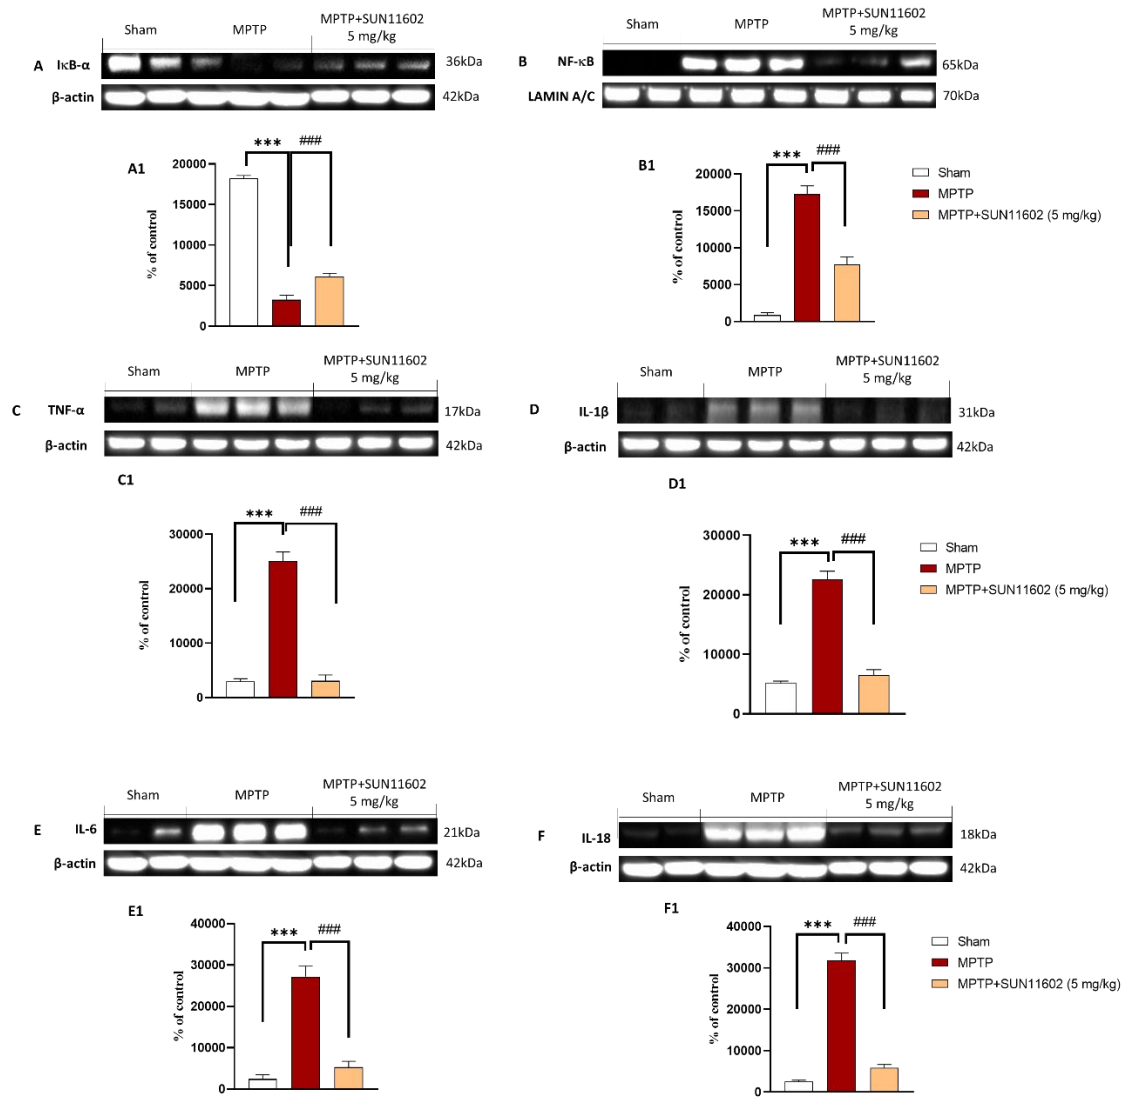 Sham MPTP MPTP+SUN11602
5 mg/kg
A IκB-α 36kDa
β-actin 42kDa
Sham MPTP MPTP+SUN11602
5 mg/kg
B NF-κB 65kDa
LAMIN A/C 70kDa
A1
*** ###
% of control
20000
15000
10000
5000
0
B1
*** ###
% of control
20000
15000
10000
5000
0
Sham
MPTP
MPTP+SUN11602 (5 mg/kg)
Sham MPTP MPTP+SUN11602
5 mg/kg
C TNF-α 17kDa
β-actin 42kDa
Sham MPTP MPTP+SUN11602
5 mg/kg
D IL-1β 31kDa
β-actin 42kDa
C1
*** ###
% of control
30000
20000
10000
0
D1
*** ###
% of control
30000
20000
10000
0
Sham
MPTP
MPTP+SUN11602 (5 mg/kg)
Sham MPTP MPTP+SUN11602
5 mg/kg
E IL-6 21kDa
β-actin 42kDa
Sham MPTP MPTP+SUN11602
5 mg/kg
F IL-18 18kDa
β-actin 42kDa
E1
*** ###
% of control
40000
30000
20000
10000
0
F1
*** ###
% of control
40000
30000
20000
10000
0
Sham
MPTP
MPTP+SUN11602 (5 mg/kg)